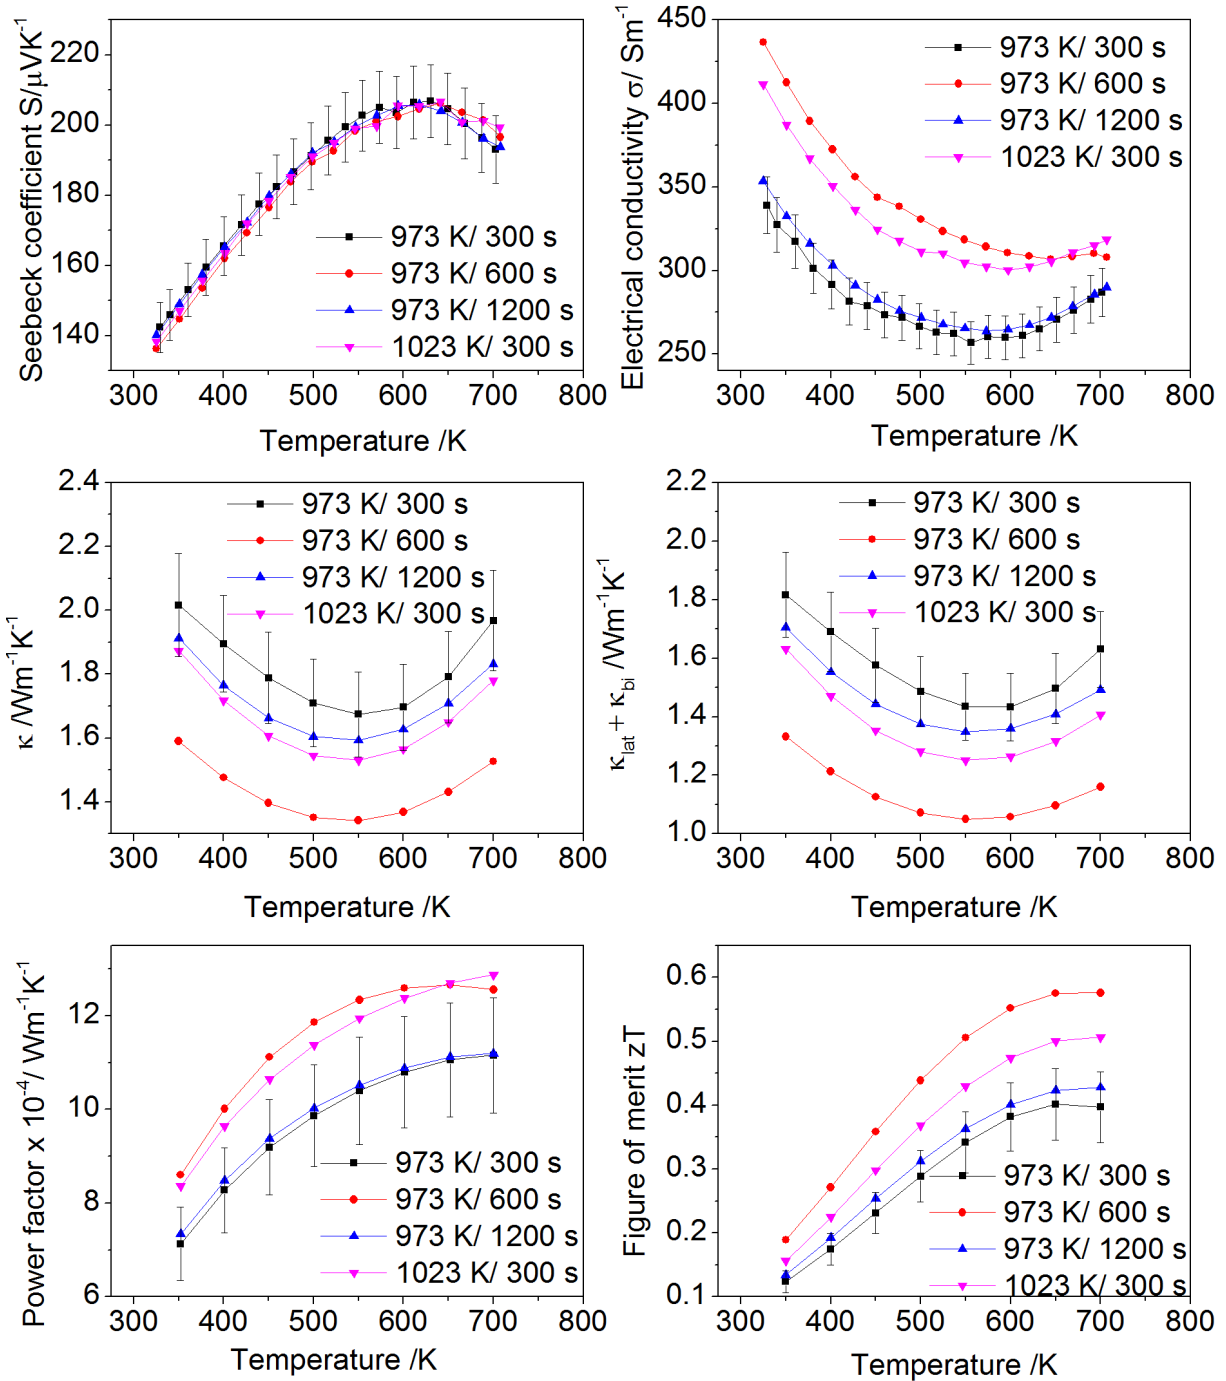 Seebeck coefficient S/μVK⁻¹
220
200
180
160
140
973 K/ 300 s
973 K/ 600 s
973 K/ 1200 s
1023 K/ 300 s
300 400 500 600 700 800
Temperature /K
Electrical conductivity σ/ Sm⁻¹
450
400
350
300
250
973 K/ 300 s
973 K/ 600 s
973 K/ 1200 s
1023 K/ 300 s
300 400 500 600 700 800
Temperature /K
κ /Wm⁻¹K⁻¹
2.4
2.2
2.0
1.8
1.6
1.4
973 K/ 300 s
973 K/ 600 s
973 K/ 1200 s
1023 K/ 300 s
300 400 500 600 700 800
Temperature /K
κlat + κbi /Wm⁻¹K⁻¹
2.2
2.0
1.8
1.6
1.4
1.2
1.0
973 K/ 300 s
973 K/ 600 s
973 K/ 1200 s
1023 K/ 300 s
300 400 500 600 700 800
Temperature /K
Power factor x 10⁻⁴/ Wm⁻¹K⁻¹
12
10
8
6
973 K/ 300 s
973 K/ 600 s
973 K/ 1200 s
1023 K/ 300 s
300 400 500 600 700 800
Temperature /K
Figure of merit zT
0.6
0.5
0.4
0.3
0.2
0.1
973 K/ 300 s
973 K/ 600 s
973 K/ 1200 s
1023 K/ 300 s
300 400 500 600 700 800
Temperature /K